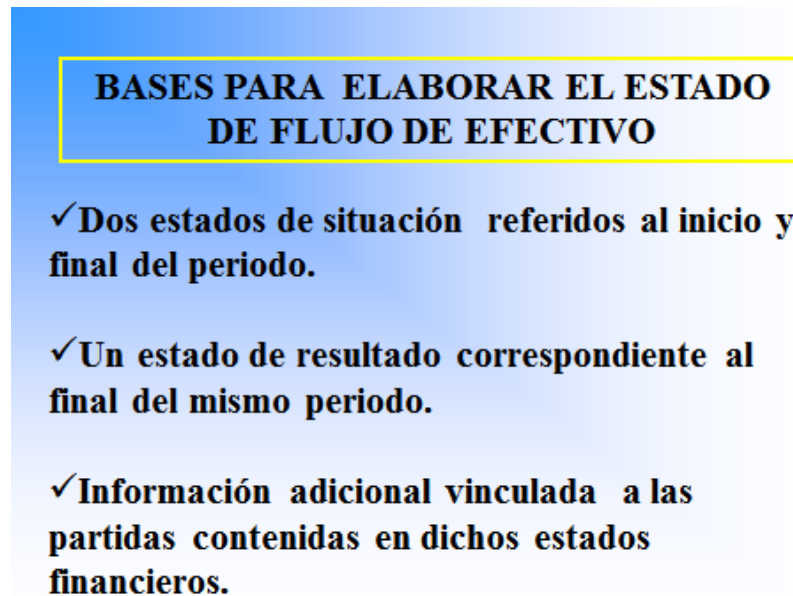 BASES PARA ELABORAR EL ESTADO
DE FLUJO DE EFECTIVO
✓Dos estados de situación referidos al inicio y
final del periodo.
✓Un estado de resultado correspondiente al
final del mismo periodo.
✓Información adicional vinculada a las
partidas contenidas en dichos estados
financieros.